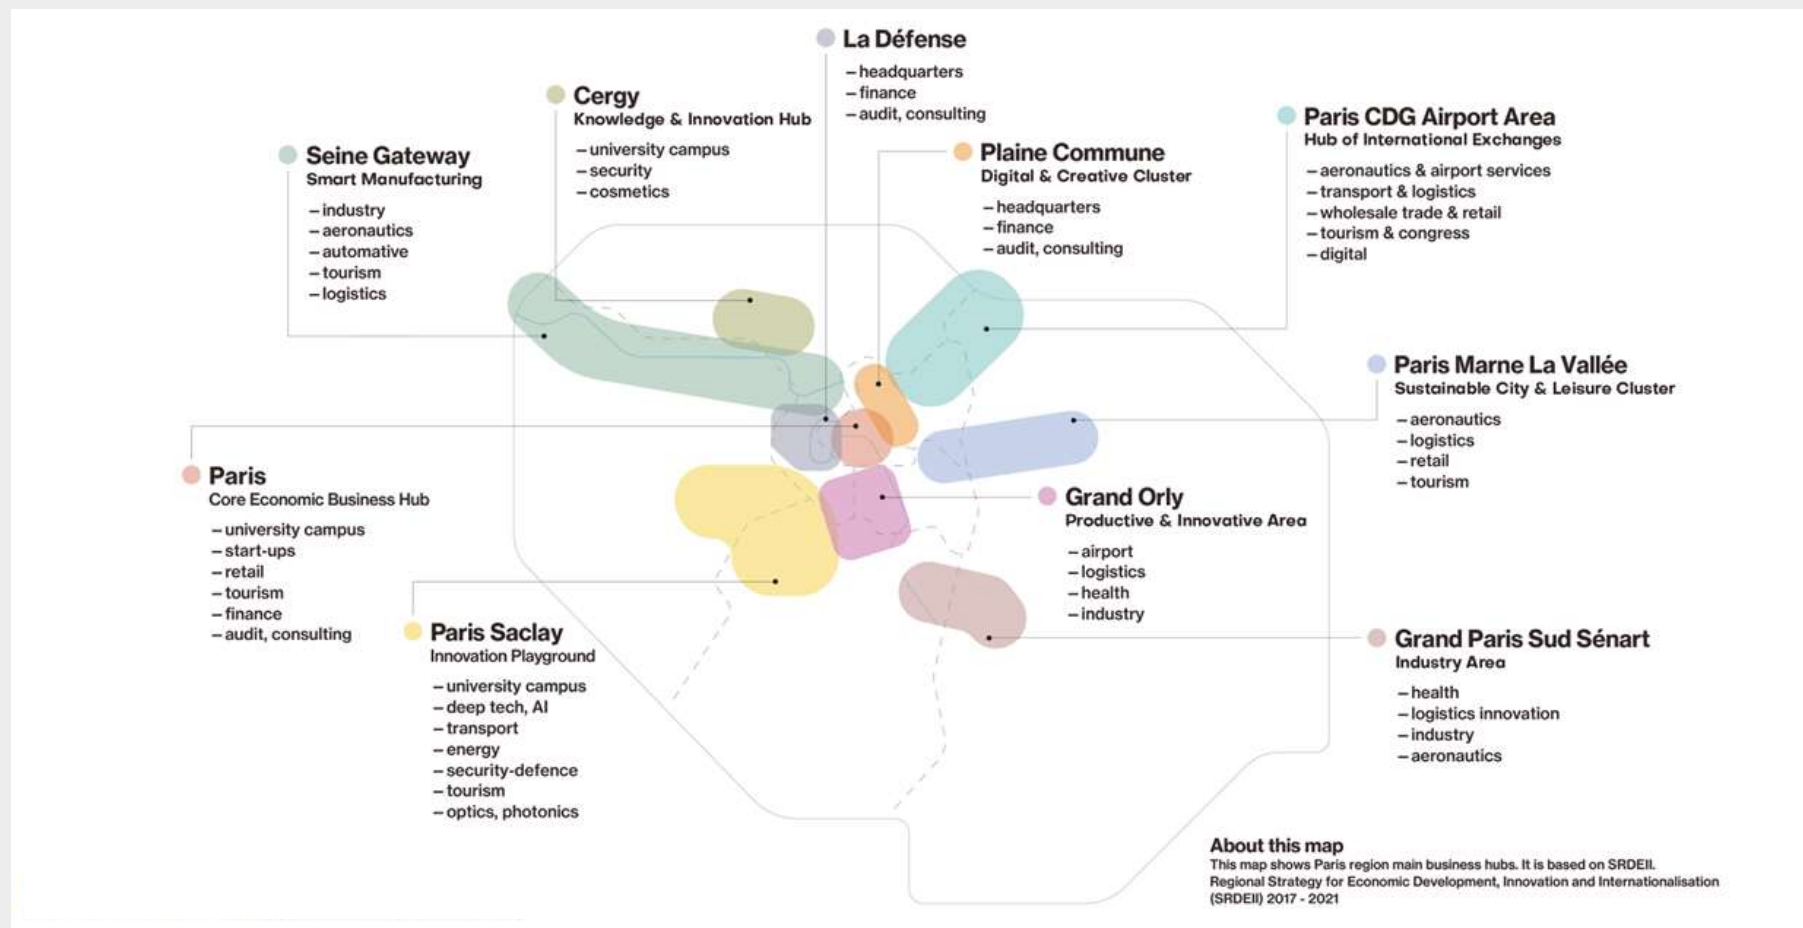 La Défense
– headquarters
– finance
– audit, consulting
Cergy
Knowledge & Innovation Hub
– university campus
– security
– cosmetics
Seine Gateway
Smart Manufacturing
– industry
– aeronautics
– automative
– tourism
– logistics
Plaine Commune
Digital & Creative Cluster
– headquarters
– finance
– audit, consulting
Paris CDG Airport Area
Hub of International Exchanges
– aeronautics & airport services
– transport & logistics
– wholesale trade & retail
– tourism & congress
– digital
Paris Marne La Vallée
Sustainable City & Leisure Cluster
– aeronautics
– logistics
– retail
– tourism
Paris
Core Economic Business Hub
– university campus
– start-ups
– retail
– tourism
– finance
– audit, consulting
Grand Orly
Productive & Innovative Area
– airport
– logistics
– health
– industry
Paris Saclay
Innovation Playground
– university campus
– deep tech, AI
– transport
– energy
– security-defence
– tourism
– optics, photonics
Grand Paris Sud Sénart
Industry Area
– health
– logistics innovation
– industry
– aeronautics
About this map
This map shows Paris region main business hubs. It is based on SRDEII.
Regional Strategy for Economic Development, Innovation and Internationalisation
(SRDEII) 2017 - 2021